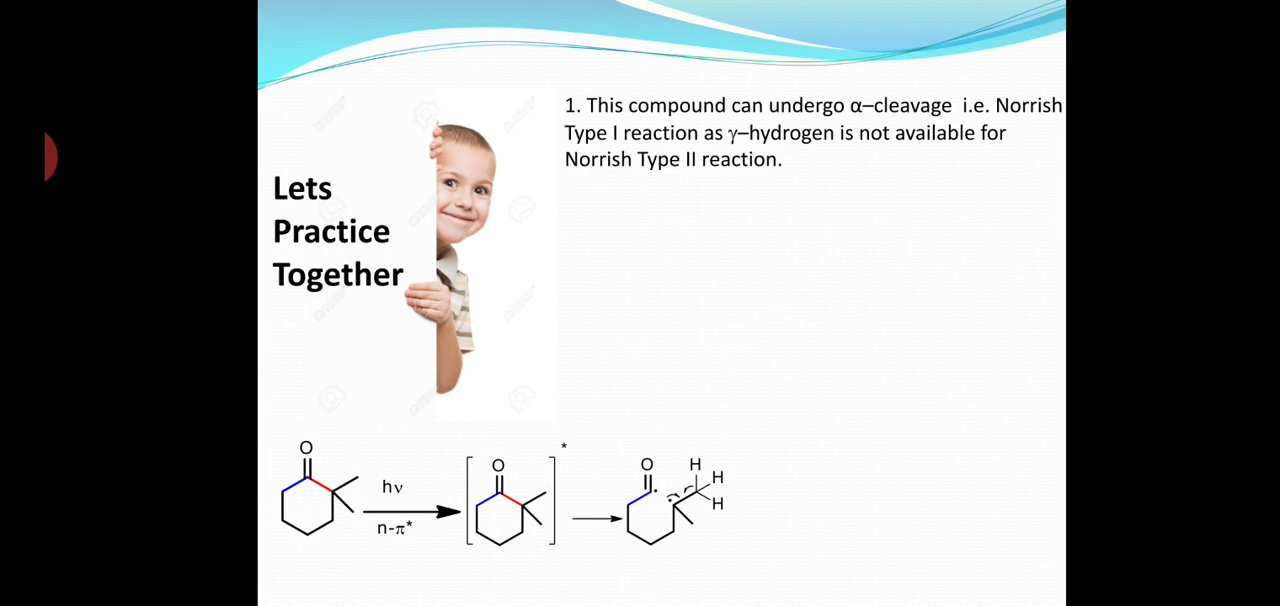 1. This compound can undergo α–cleavage i.e. Norrish
Type I reaction as γ–hydrogen is not available for
Norrish Type II reaction.
Lets
Practice
Together
O
hν
n-π*
O
*
O
H
H
H